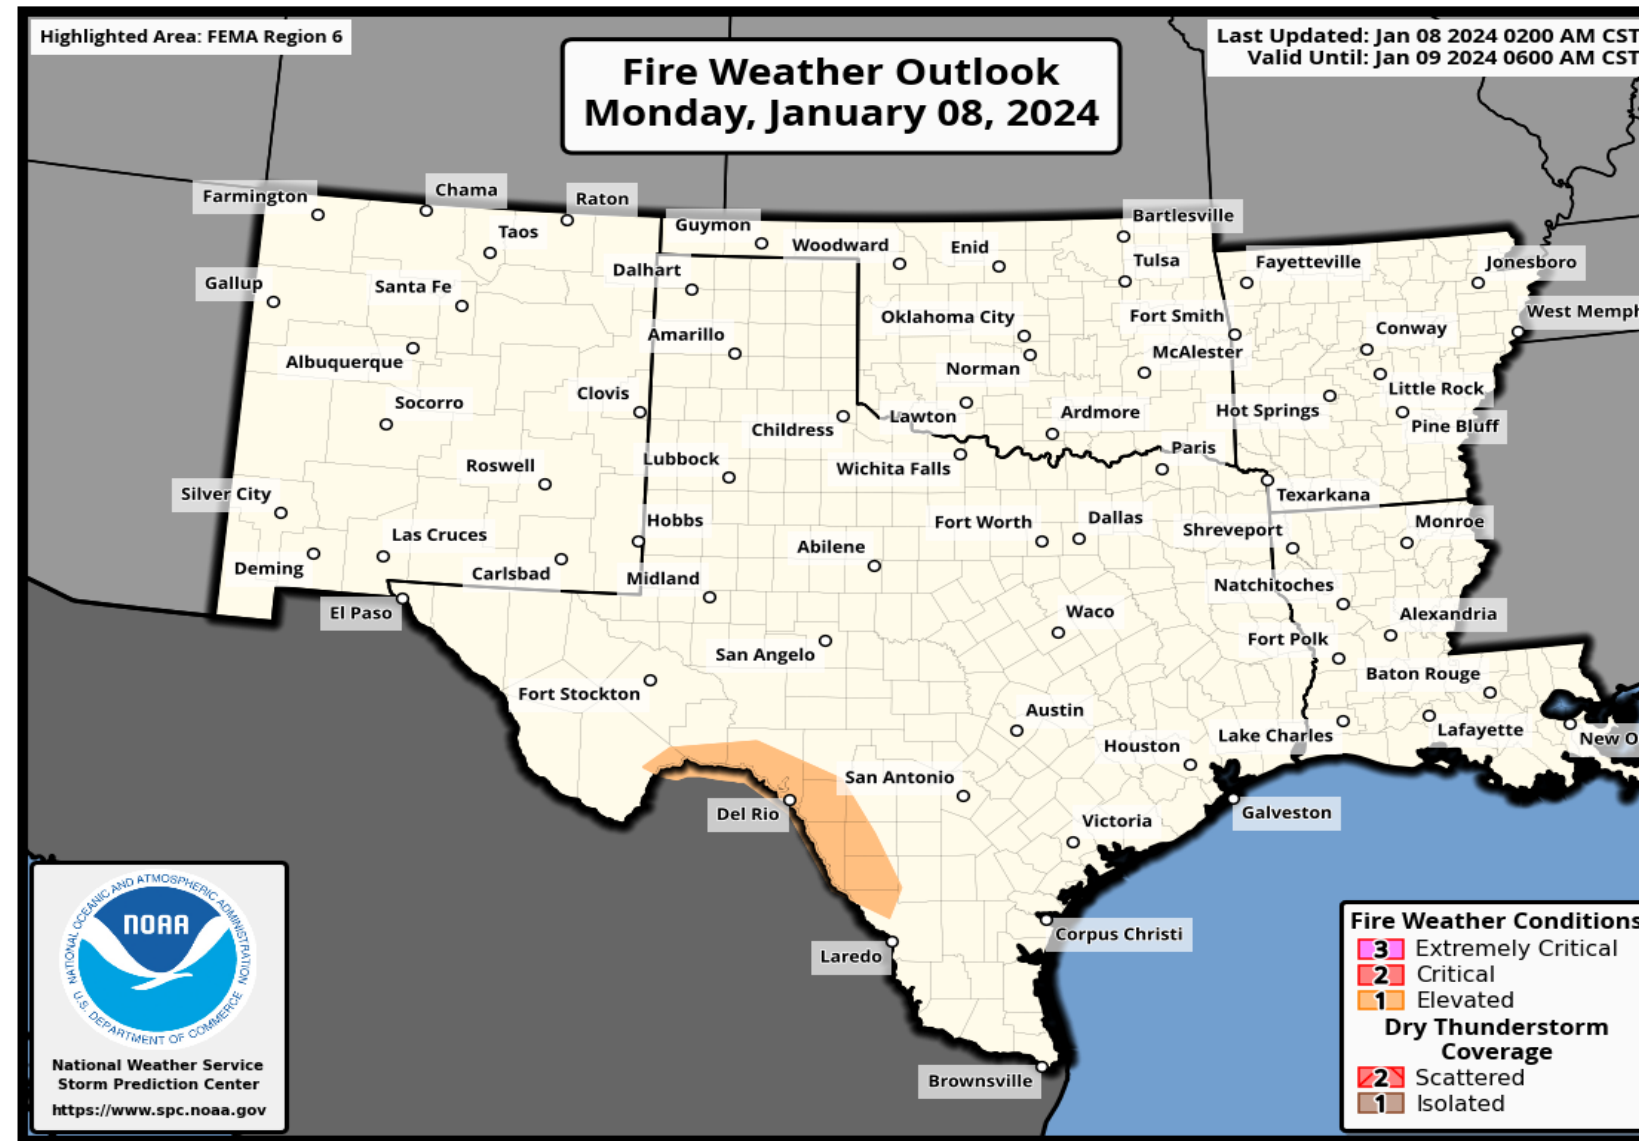 Highlighted Area: FEMA Region 6
Last Updated: Jan 08 2024 0200 AM CST
Valid Until: Jan 09 2024 0600 AM CST
Fire Weather Outlook
Monday, January 08, 2024
Farmington
Chama
Raton
Taos
Guymon
Woodward
Enid
Bartlesville
Tulsa
Fayetteville
Jonesboro
Gallup
Santa Fe
Dalhart
Oklahoma City
Fort Smith
West Memph
Albuquerque
Amarillo
Norman
McAlester
Conway
Socorro
Clovis
Childress
Lawton
Ardmore
Hot Springs
Little Rock
Pine Bluff
Roswell
Lubbock
Wichita Falls
Paris
Silver City
Texarkana
Las Cruces
Hobbs
Abilene
Fort Worth
Dallas
Shreveport
Monroe
Deming
Carlsbad
Midland
Natchitoches
El Paso
Waco
Alexandria
San Angelo
Fort Polk
Fort Stockton
Baton Rouge
Austin
Houston
Lake Charles
Lafayette
New O
San Antonio
Del Rio
Victoria
Galveston
Laredo
Corpus Christi
Brownsville
NATIONAL OCEANIC AND ATMOSPHERIC ADMINISTRATION
NOAA
U.S. DEPARTMENT OF COMMERCE
National Weather Service
Storm Prediction Center
https://www.spc.noaa.gov
Fire Weather Conditions
3 Extremely Critical
2 Critical
1 Elevated
Dry Thunderstorm
Coverage
2 Scattered
1 Isolated